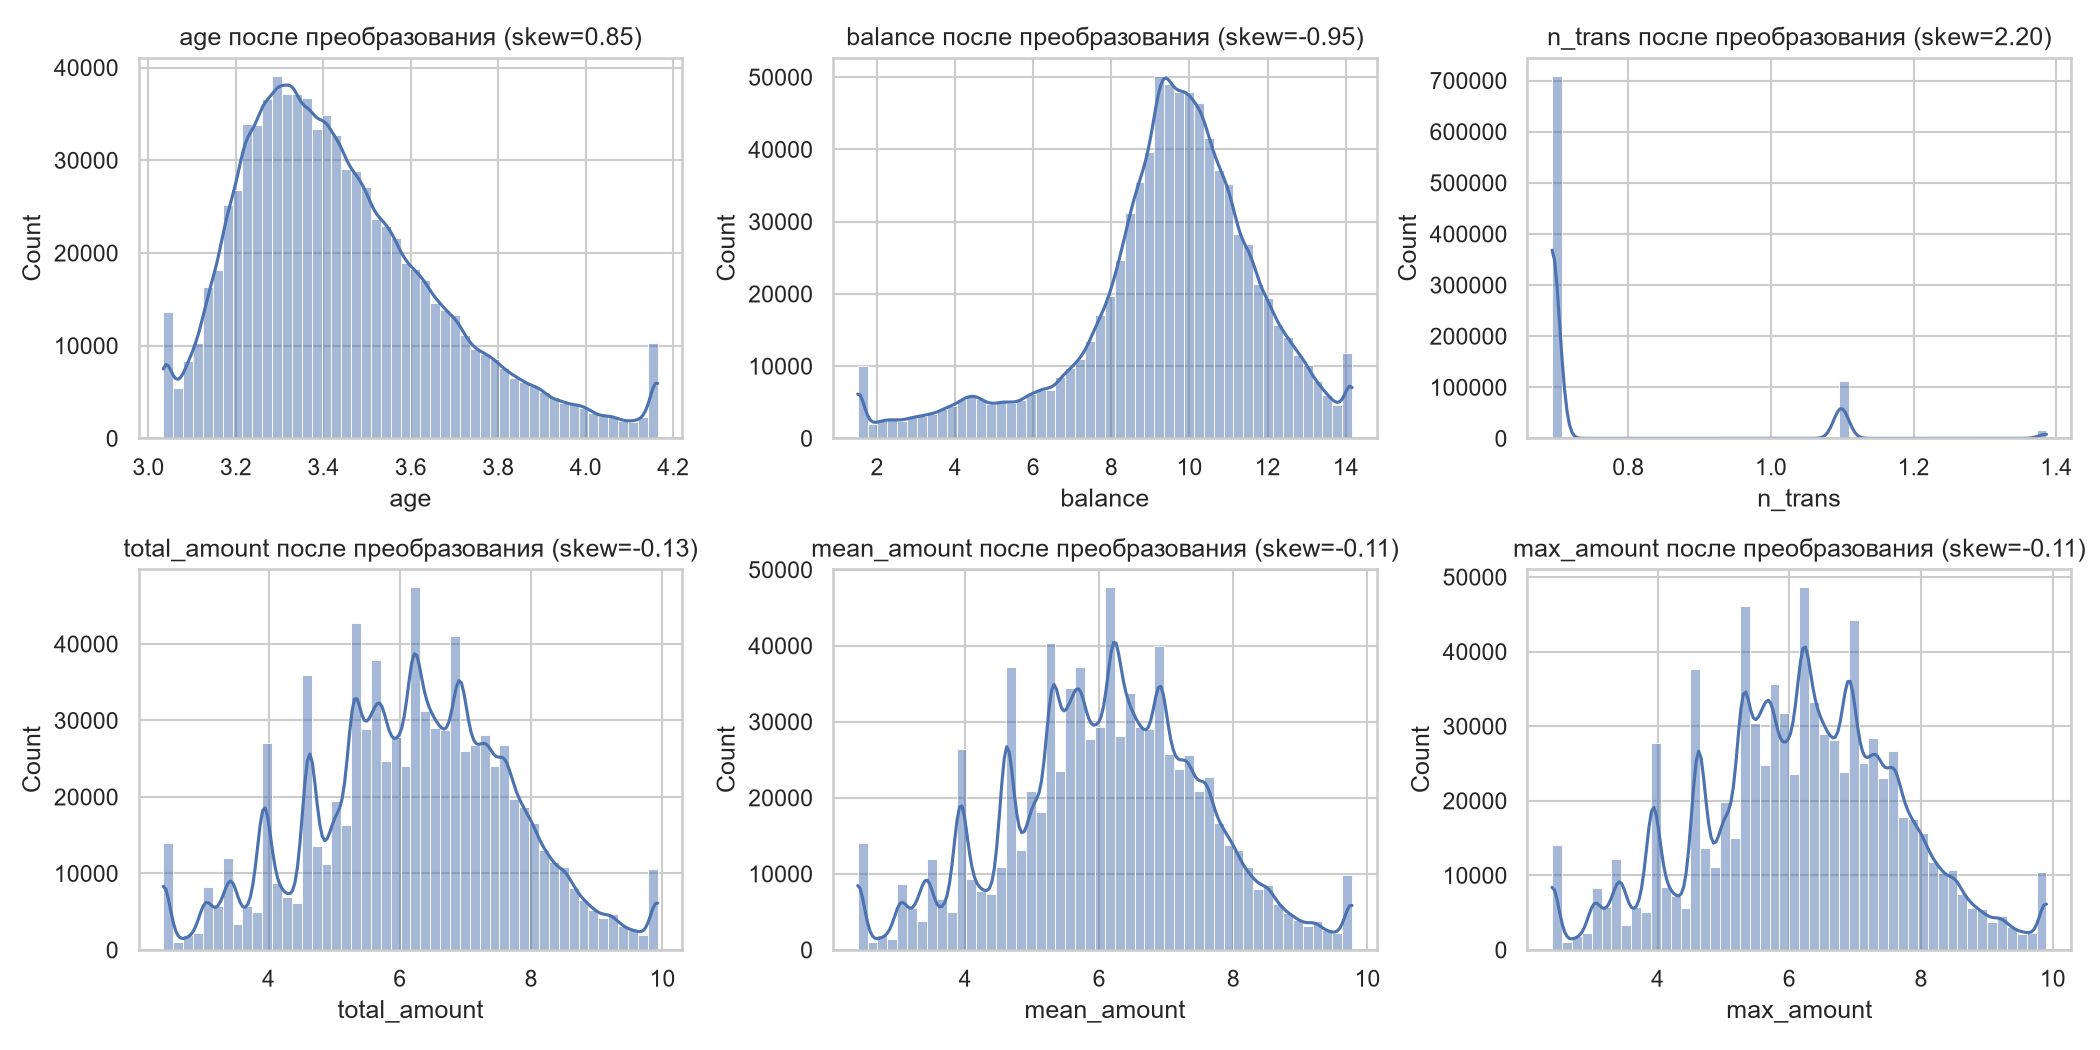 age после преобразования (skew=0.85)
40000
30000
20000
10000
0
Count
3.0 3.2 3.4 3.6 3.8 4.0 4.2
age
balance после преобразования (skew=-0.95)
50000
40000
30000
20000
10000
0
Count
2 4 6 8 10 12 14
balance
n_trans после преобразования (skew=2.20)
700000
600000
500000
400000
300000
200000
100000
0
Count
0.8 1.0 1.2 1.4
n_trans
total_amount после преобразования (skew=-0.13)
40000
30000
20000
10000
0
Count
4 6 8 10
total_amount
mean_amount после преобразования (skew=-0.11)
50000
40000
30000
20000
10000
0
Count
4 6 8 10
mean_amount
max_amount после преобразования (skew=-0.11)
50000
40000
30000
20000
10000
0
Count
4 6 8 10
max_amount